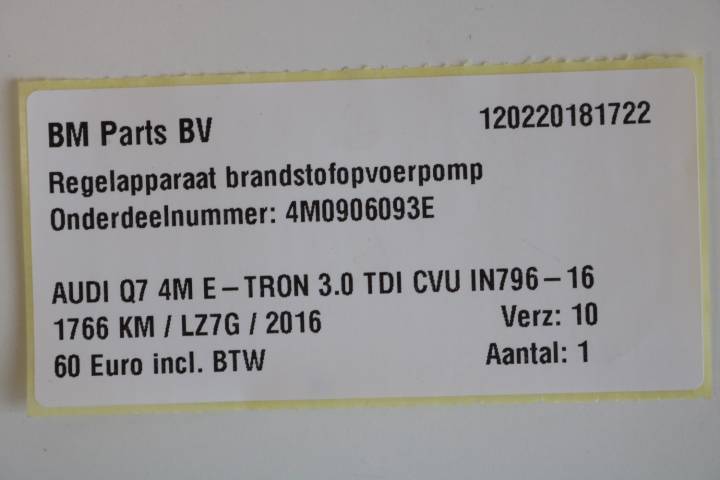 BM Parts BV 120220181722
Regelapparaat brandstofopvoerpomp
Onderdeelnummer: 4M0906093E
AUDI Q7 4M E-TRON 3.0 TDI CVU IN796-16
1766 KM / LZ7G / 2016 Verz: 10
60 Euro incl. BTW Aantal: 1